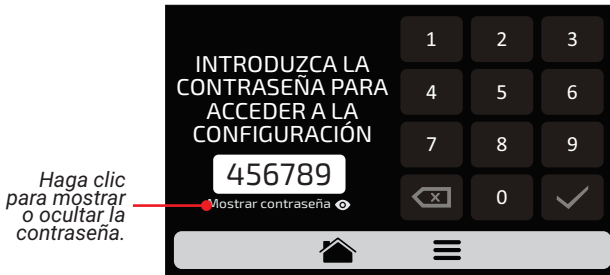 INTRODUZCA LA
CONTRASEÑA PARA
ACCEDER A LA
CONFIGURACIÓN
456789
Mostrar contraseña
1 2 3
4 5 6
7 8 9
0
Haga clic
para mostrar
o ocultar la
contraseña.